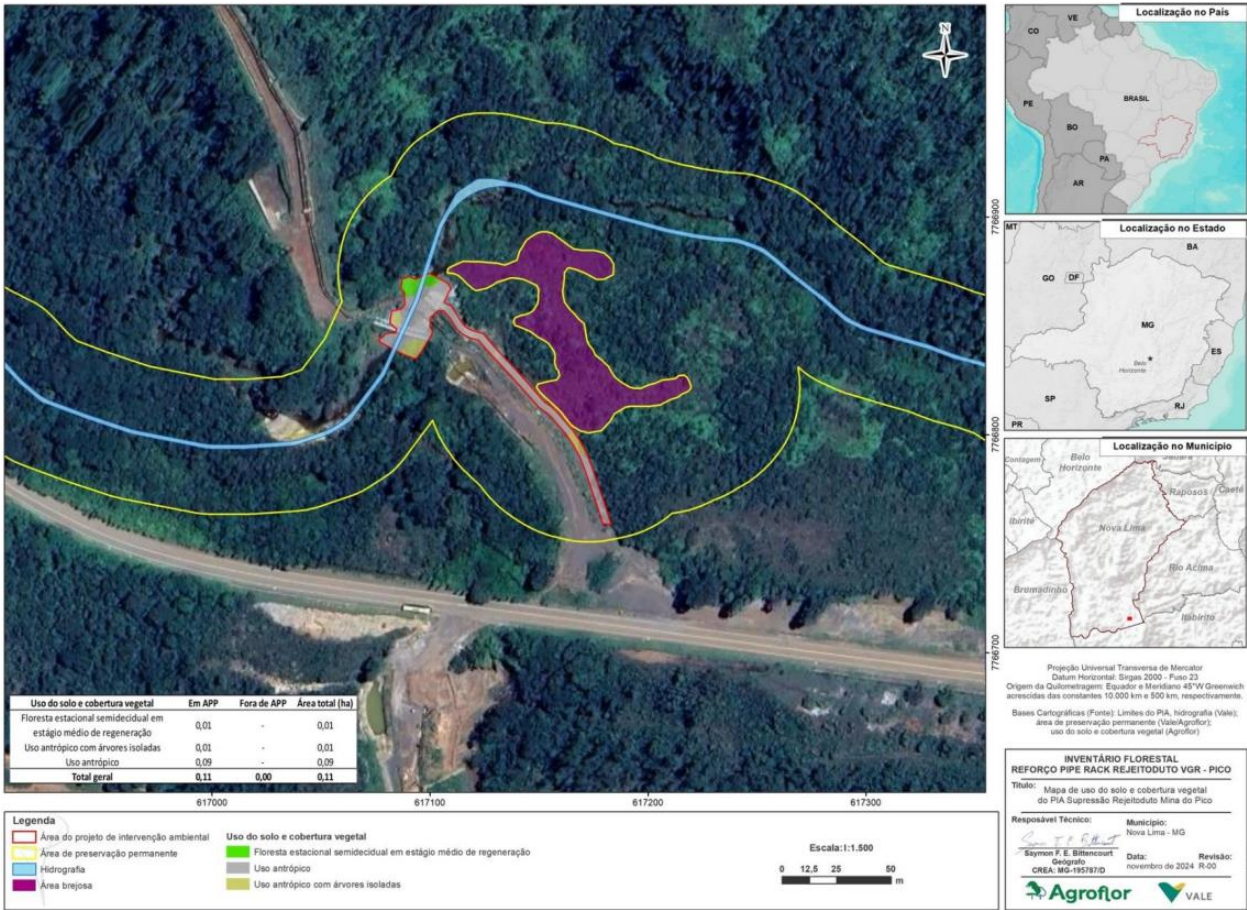 N
7766900
7766800
7766700
617000
617100
617200
617300
Uso do solo e cobertura vegetal Em APP Fora de APP Área total (ha)
Floresta estacional semidecidual em
estágio médio de regeneração
0,01 - 0,01
Uso antrópico com árvores isoladas 0,01 - 0,01
Uso antrópico 0,09 - 0,09
Total geral 0,11 0,00 0,11
Legenda
Área do projeto de intervenção ambiental
Área de preservação permanente
Hidrografia
Área brejosa
Uso do solo e cobertura vegetal
Floresta estacional semidecidual em estágio médio de regeneração
Uso antrópico
Uso antrópico com árvores isoladas
Escala:1:1.500
0 12,5 25 50
m
Localização no País
VE
CO
PE
BRASIL
BO
PA
AR
Localização no Estado
MT
BA
GO
DF
MG
Belo
Horizonte
ES
SP
RJ
PR
Localização no Município
Contagem
Belo
Horizonte
Raposos
Caeté
Ibirité
Nova Lima
Rio Acima
Brumadinho
Itabirito
Projeção Universal Transversa de Mercator
Datum Horizontal: Sirgas 2000 - Fuso 23
Origem da Quilometragem: Equador e Meridiano 45°W Greenwich
acrescidas das constantes 10.000 km e 500 km, respectivamente.
Bases Cartográficas (Fonte): Limites do PIA, hidrografia (Vale);
área de preservação permanente (Vale/Agroflor);
uso do solo e cobertura vegetal (Agroflor)
INVENTÁRIO FLORESTAL
REFORÇO PIPE RACK REJEITODUTO VGR - PICO
Título: Mapa de uso do solo e cobertura vegetal
do PIA Supressão Rejeitoduto Mina do Pico
Responsável Técnico:
Saymon F. E. Bittencourt
Geógrafo
CREA: MG-195787/D
Município:
Nova Lima - MG
Data:
novembro de 2024
Revisão:
R-00
Agroflor
VALE